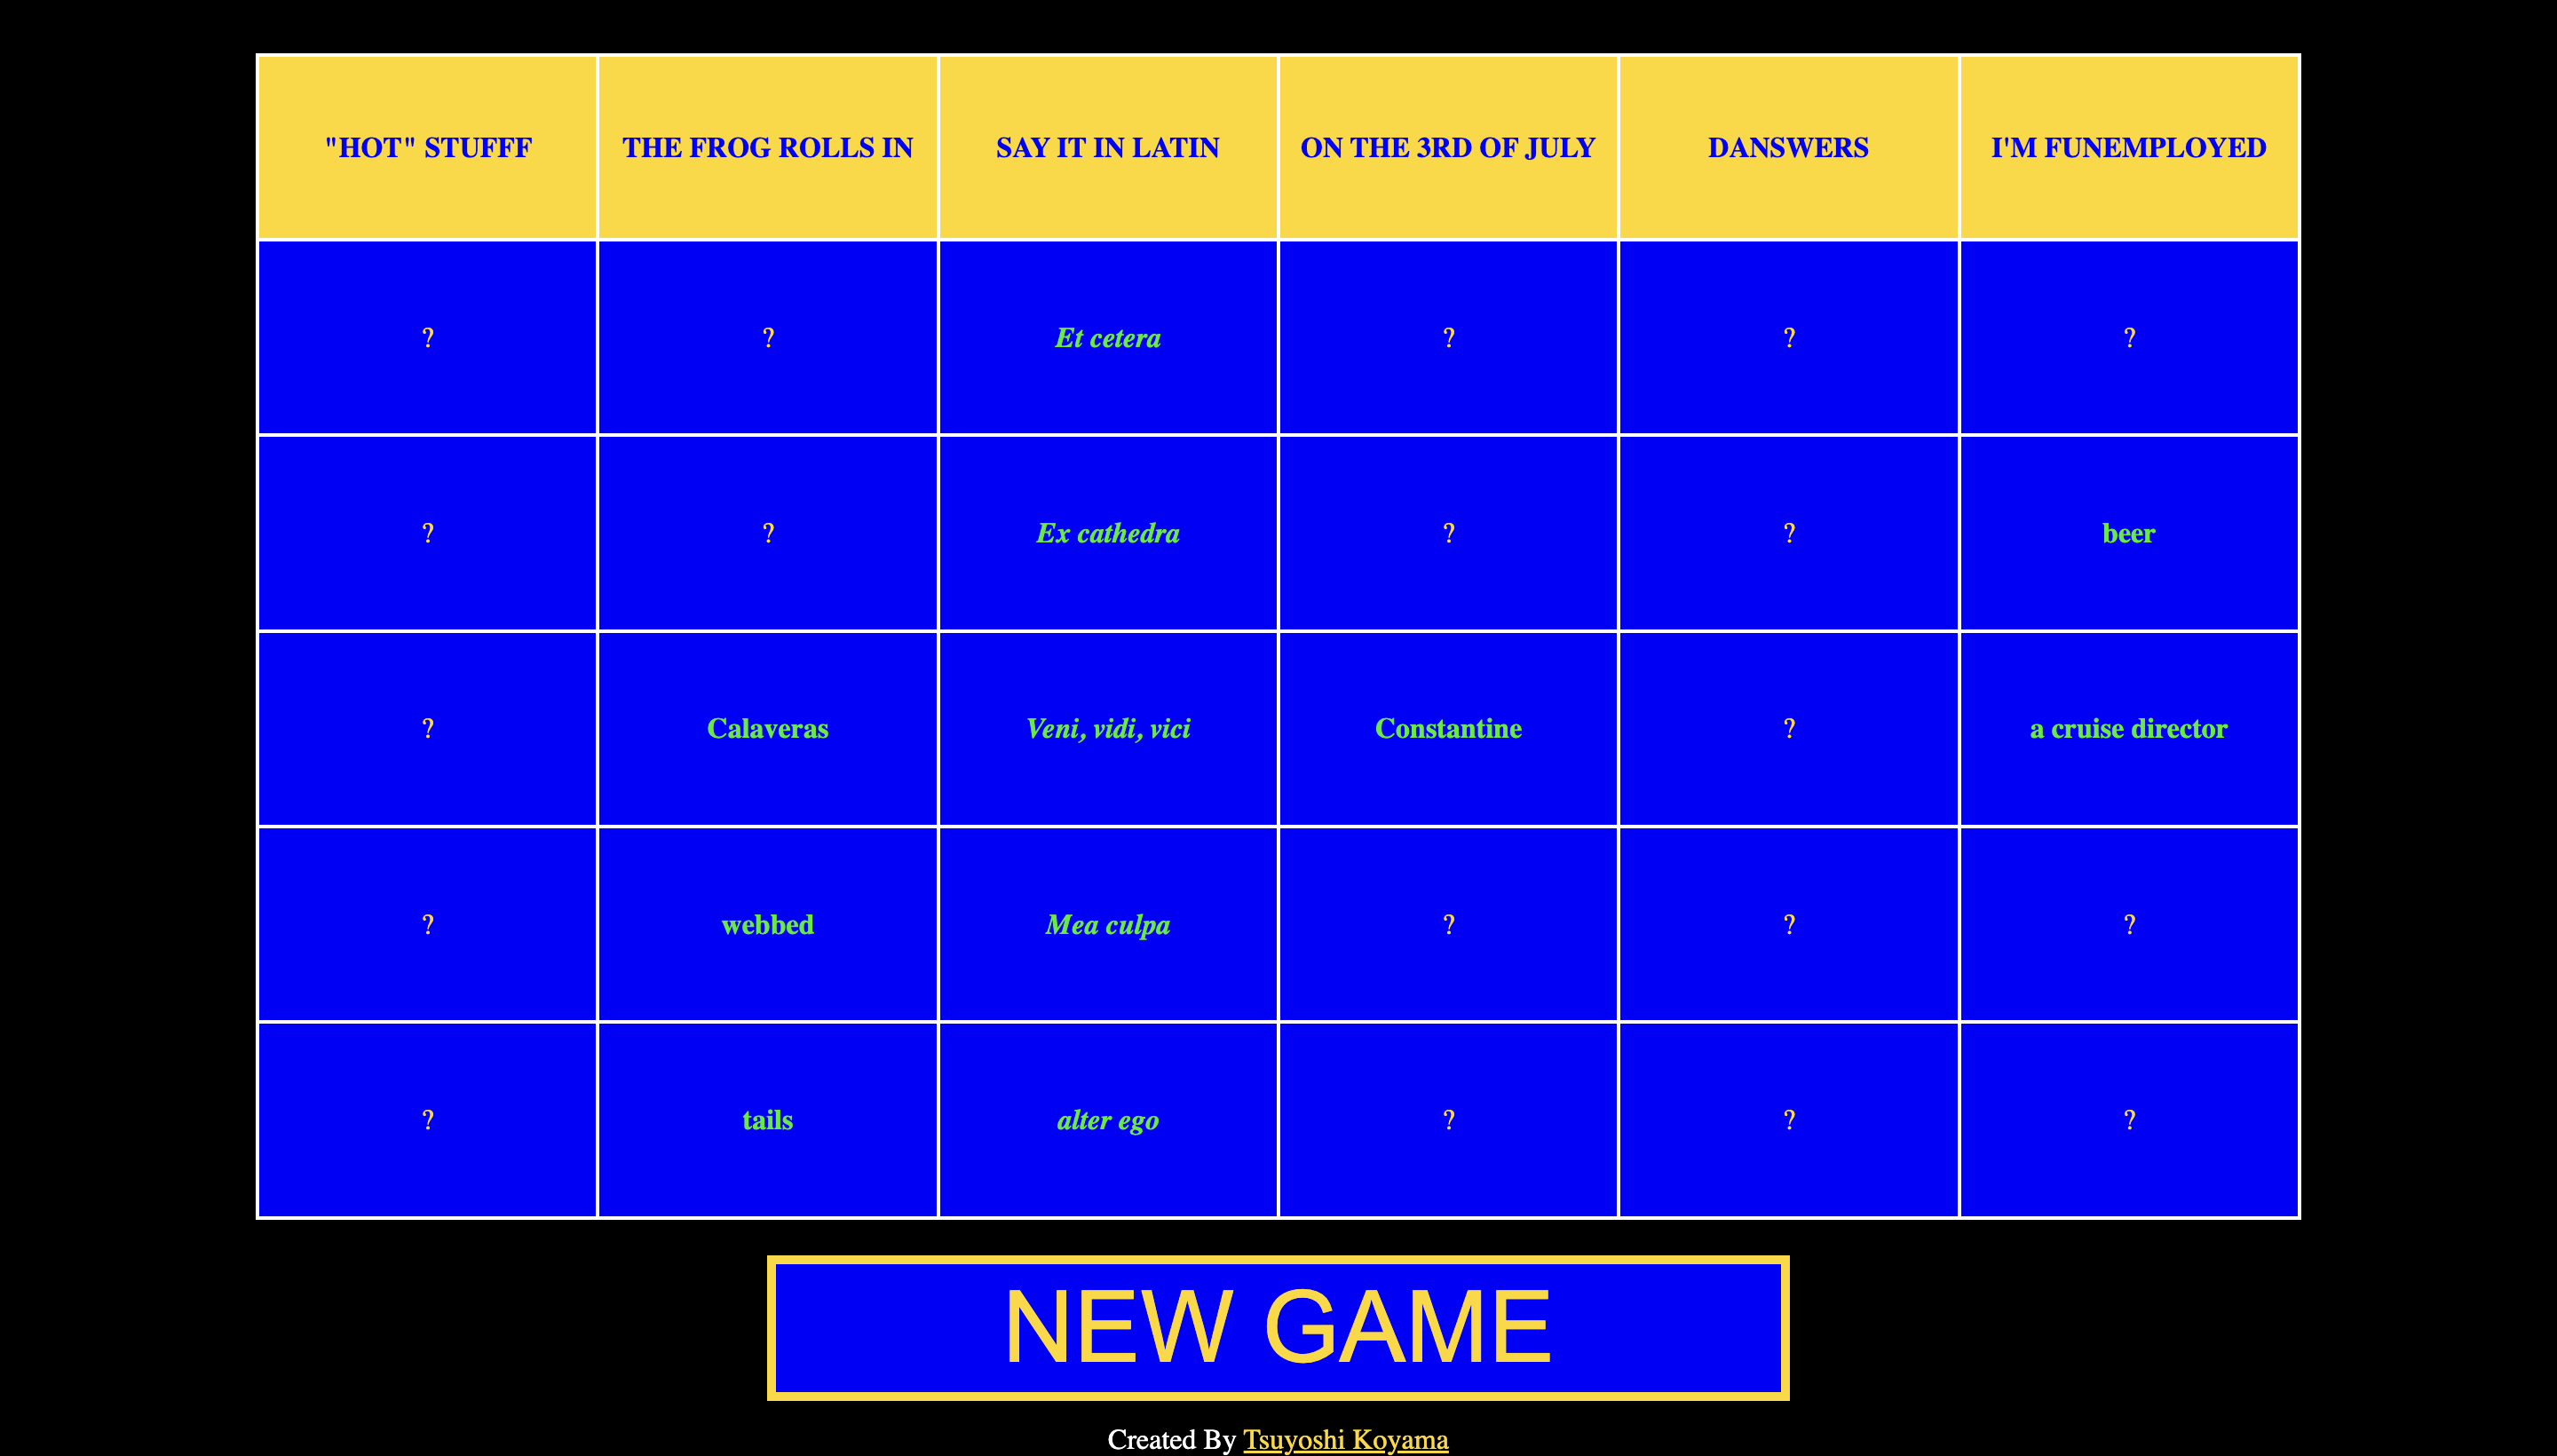 "HOT" STUFFF THE FROG ROLLS IN SAY IT IN LATIN ON THE 3RD OF JULY DANSWERS I'M FUNEMPLOYED
? ? Et cetera ? ? ?
? ? Ex cathedra ? ? beer
? Calaveras Veni, vidi, vici Constantine ? a cruise director
? webbed Mea culpa ? ? ?
? tails alter ego ? ? ?
NEW GAME
Created By Tsuyoshi Koyama